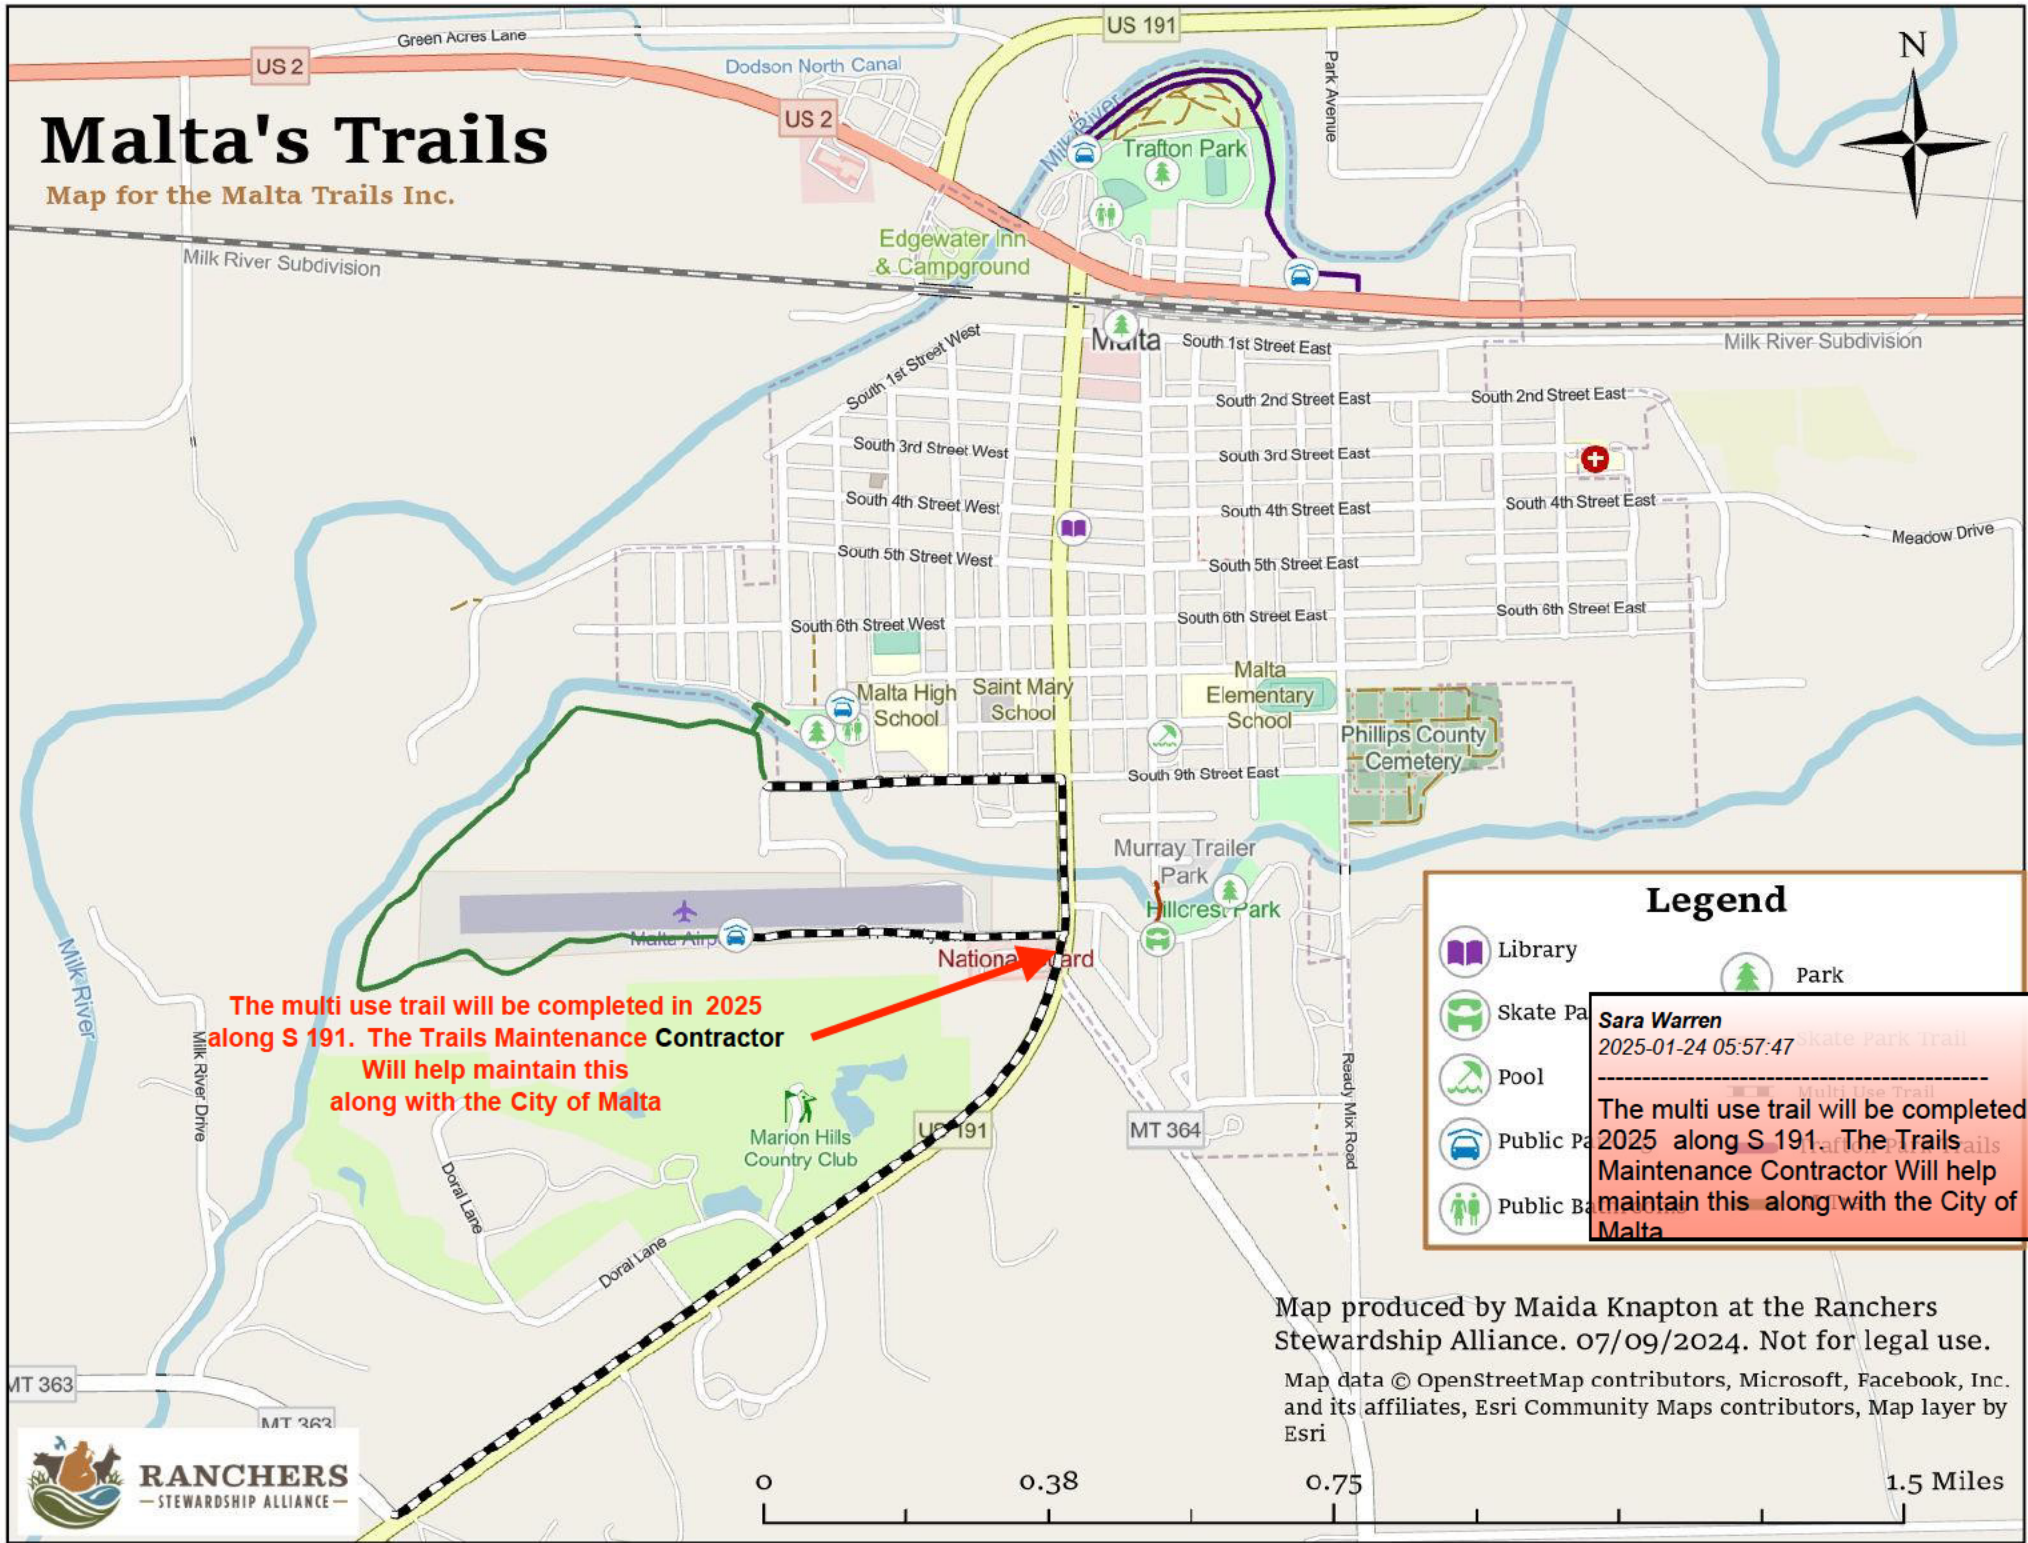 US 191
Green Acres Lane
US 2
Dodson North Canal
Park Avenue
N
US 2
Malta's Trails
Map for the Malta Trails Inc.
Milk River
Trafton Park
Edgewater Inn
& Campground
Milk River Subdivision
Malta
South 1st Street East
Milk River Subdivision
South 1st Street West
South 2nd Street East
South 2nd Street East
South 3rd Street West
South 3rd Street East
South 4th Street West
South 4th Street East
South 4th Street East
Meadow Drive
South 5th Street West
South 5th Street East
South 6th Street West
South 6th Street East
South 6th Street East
Malta High
School
Saint Mary
School
Malta
Elementary
School
Phillips County
Cemetery
South 9th Street East
Murray Trailer
Park
Hillcrest Park
Malta Airp
National
ard
Milk River
Milk River Drive
The multi use trail will be completed in 2025
along S 191. The Trails Maintenance Contractor
Will help maintain this
along with the City of Malta
Marion Hills
Country Club
US 191
MT 364
Ready Mix Road
Doral Lane
Doral Lane
MT 363
MT 363
Legend
Library
Park
Skate Pa
Skate Park Trail
Pool
Multi Use Trail
Public Pa
Trafton Park Trails
Public Ba
Sara Warren
2025-01-24 05:57:47
--------------------------------------------
The multi use trail will be completed
2025 along S 191. The Trails
Maintenance Contractor Will help
maintain this along with the City of
Malta
Map produced by Maida Knapton at the Ranchers
Stewardship Alliance. 07/09/2024. Not for legal use.
Map data © OpenStreetMap contributors, Microsoft, Facebook, Inc.
and its affiliates, Esri Community Maps contributors, Map layer by
Esri
RANCHERS
STEWARDSHIP ALLIANCE
0
0.38
0.75
1.5 Miles